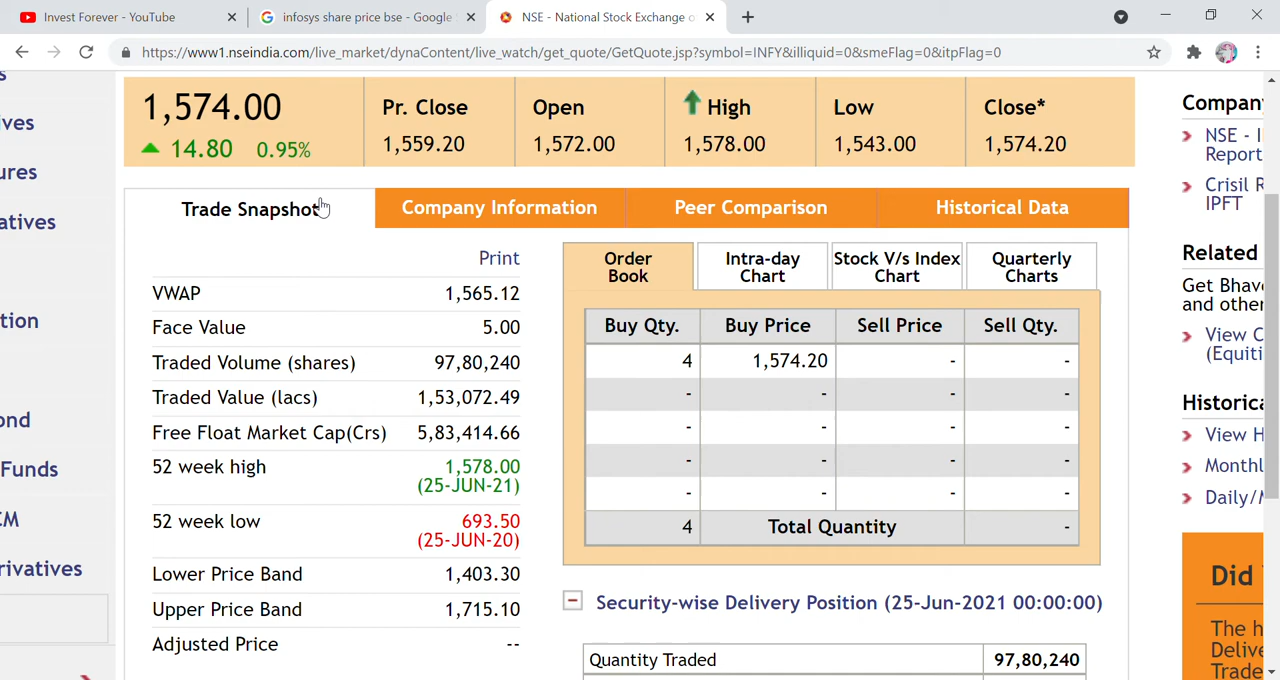 Invest Forever - YouTube
infosys share price bse - Google
NSE - National Stock Exchange o
https://www1.nseindia.com/live_market/dynaContent/live_watch/get_quote/GetQuote.jsp?symbol=INFY&illiquid=0&smeFlag=0&itpFlag=0
s
ives
ures
atives
tion
ond
Funds
CM
rivatives
1,574.00
14.80 0.95%
Pr. Close
1,559.20
Open
1,572.00
High
1,578.00
Low
1,543.00
Close*
1,574.20
Trade Snapshot
Company Information
Peer Comparison
Historical Data
Print
VWAP 1,565.12
Face Value 5.00
Traded Volume (shares) 97,80,240
Traded Value (lacs) 1,53,072.49
Free Float Market Cap(Crs) 5,83,414.66
52 week high 1,578.00
(25-JUN-21)
52 week low 693.50
(25-JUN-20)
Lower Price Band 1,403.30
Upper Price Band 1,715.10
Adjusted Price --
Order
Book
Intra-day
Chart
Stock V/s Index
Chart
Quarterly
Charts
Buy Qty. Buy Price Sell Price Sell Qty.
4 1,574.20 - -
- - - -
- - - -
- - - -
- - - -
4 Total Quantity -
Security-wise Delivery Position (25-Jun-2021 00:00:00)
Quantity Traded 97,80,240
Company
NSE - I
Report
Crisil R
IPFT
Related
Get Bhav
and other
View C
(Equiti
Historica
View H
Monthl
Daily/M
Did
The h
Delive
Trade